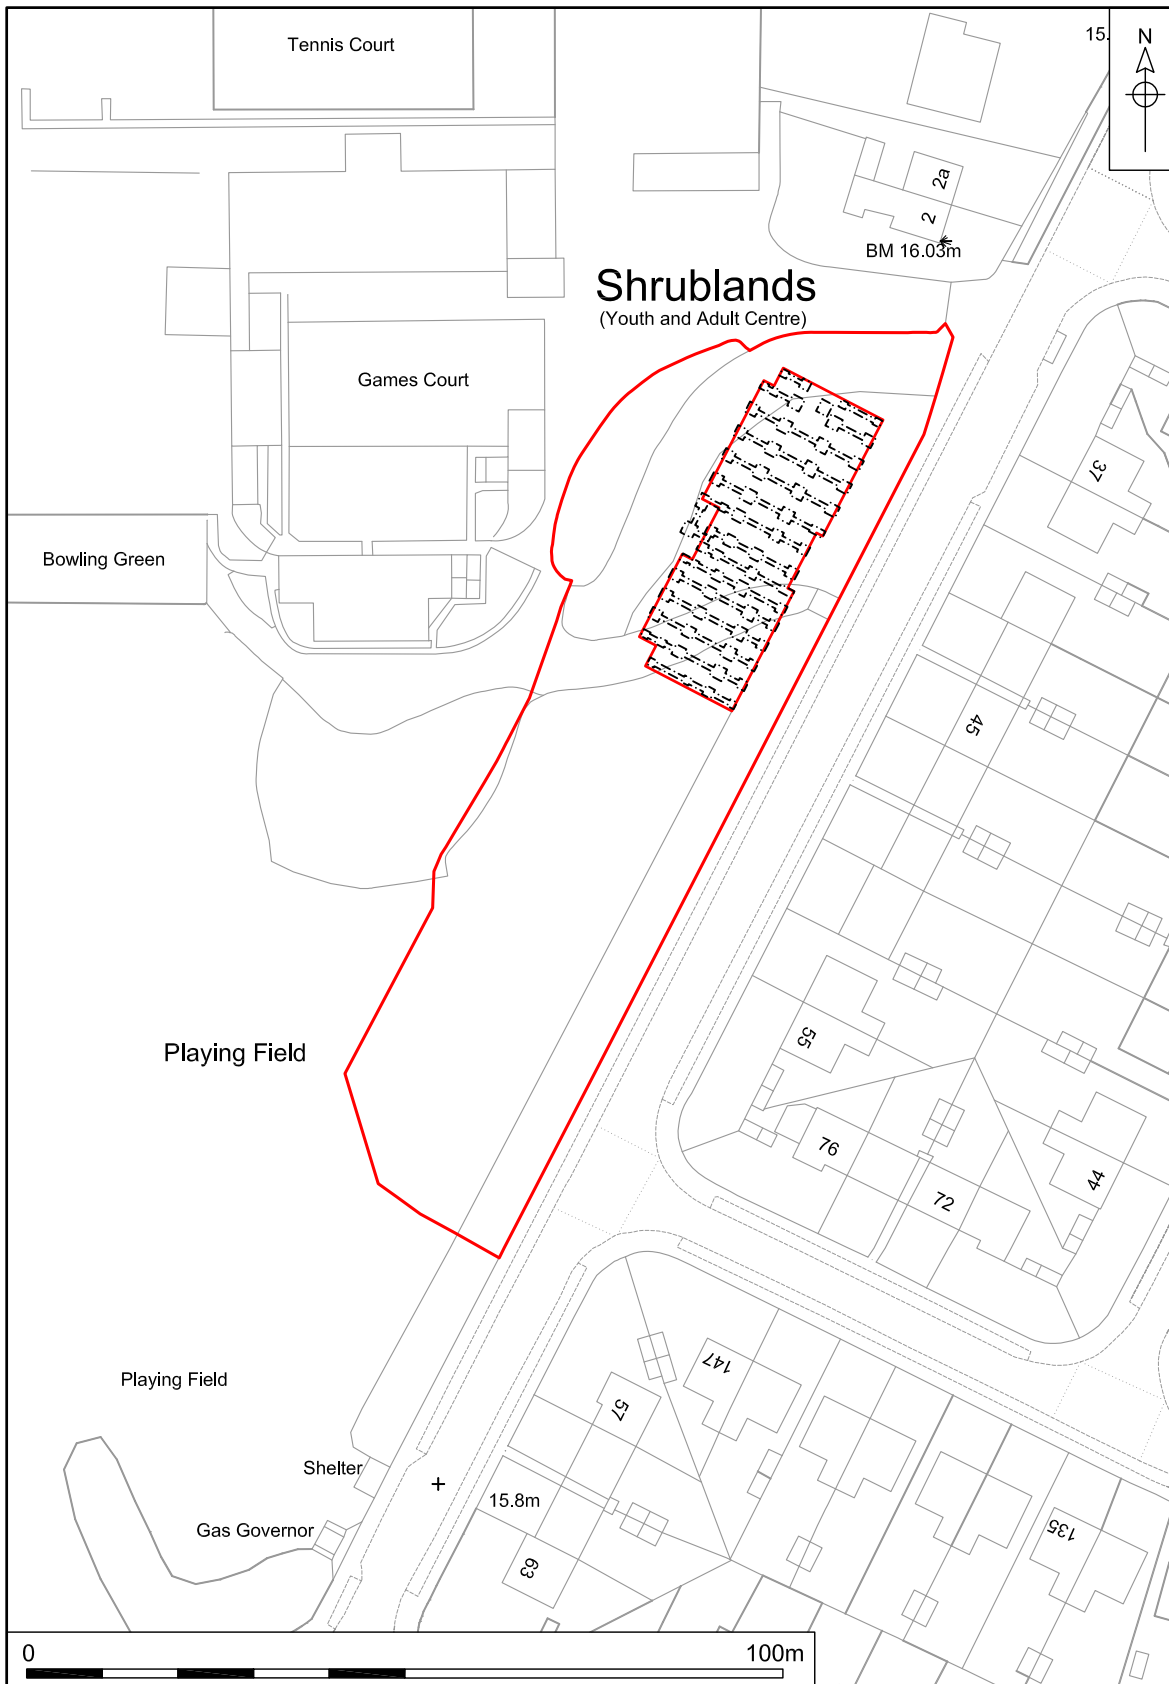 Tennis Court
15.
N
2a
2
BM 16.03m
Shrublands
(Youth and Adult Centre)
Games Court
37
Bowling Green
45
55
Playing Field
76
72
44
147
Playing Field
57
Shelter
15.8m
Gas Governor
135
63
0
100m